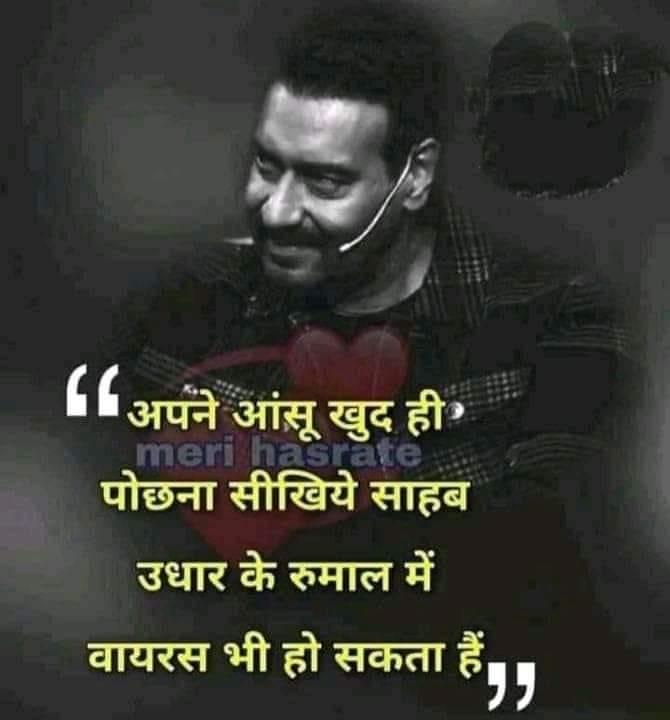 “अपने आंसू खुद ही
meri hasrate
पोछना सीखिये साहब
उधार के रुमाल में
वायरस भी हो सकता हैं,,